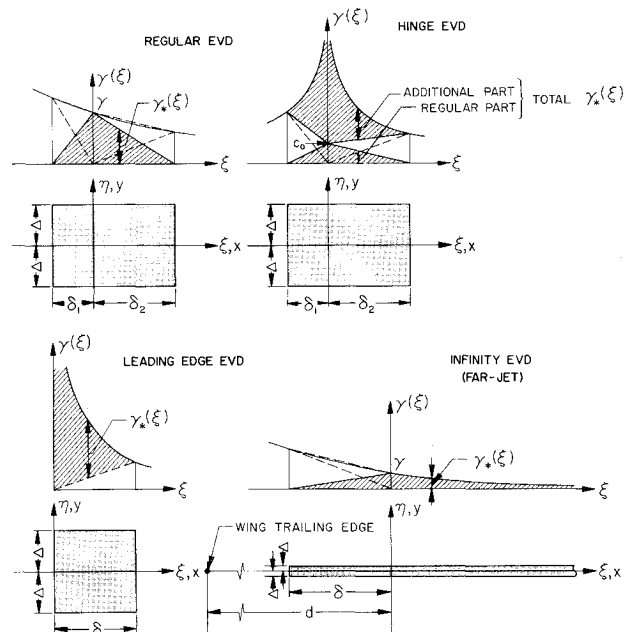 REGULAR EVD
γ(ξ)
γ
γ*(ξ)
ξ
η, y
Δ
Δ
ξ, x
δ₁
δ₂
HINGE EVD
γ(ξ)
ADDITIONAL PART
REGULAR PART
TOTAL γ*(ξ)
C₀
ξ
η, y
Δ
Δ
ξ, x
δ₁
δ₂
LEADING EDGE EVD
γ(ξ)
γ*(ξ)
ξ
η, y
Δ
Δ
ξ, x
δ
INFINITY EVD
(FAR-JET)
γ(ξ)
γ
γ*(ξ)
ξ
η, y
WING TRAILING EDGE
Δ
Δ
ξ, x
δ
d